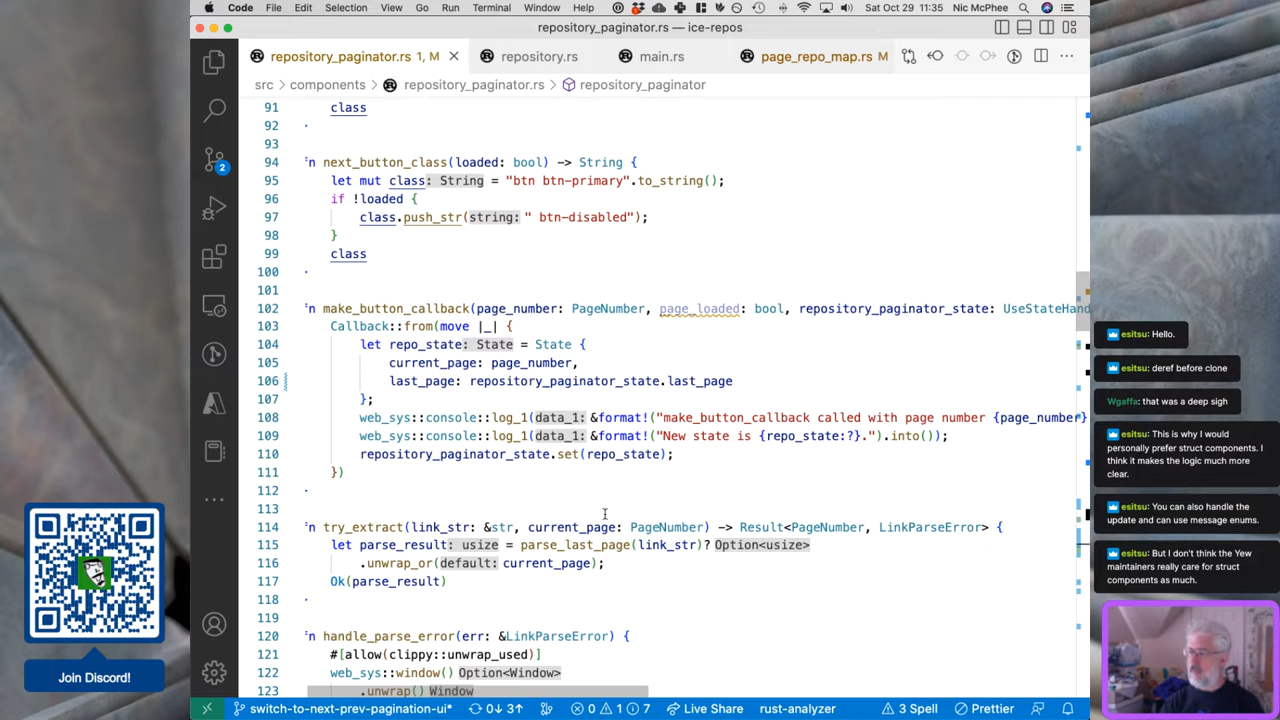 Code File Edit Selection View Go Run Terminal Window Help Sat Oct 29 11:35 Nic McPhee
repository_paginator.rs — ice-repos
repository_paginator.rs 1, M repository.rs main.rs page_repo_map.rs M
src > components > repository_paginator.rs > repository_paginator
91 class
92
93
94 fn next_button_class(loaded: bool) -> String {
95 let mut class: String = "btn btn-primary".to_string();
96 if !loaded {
97 class.push_str(string: " btn-disabled");
98 }
99 class
100
101
102 fn make_button_callback(page_number: PageNumber, page_loaded: bool, repository_paginator_state: UseStateHand
103 Callback::from(move |_| {
104 let repo_state: State = State {
105 current_page: page_number,
106 last_page: repository_paginator_state.last_page
107 };
108 web_sys::console::log_1(data_1: &format!("make_button_callback called with page number {page_number}
109 web_sys::console::log_1(data_1: &format!("New state is {repo_state:?}.").into());
110 repository_paginator_state.set(repo_state);
111 })
112
113
114 fn try_extract(link_str: &str, current_page: PageNumber) -> Result<PageNumber, LinkParseError> {
115 let parse_result: usize = parse_last_page(link_str)? Option<usize>
116 .unwrap_or(default: current_page);
117 Ok(parse_result)
118
119
120 fn handle_parse_error(err: &LinkParseError) {
121 #[allow(clippy::unwrap_used)]
122 web_sys::window() Option<Window>
123 .unwrap() Window
2
switch-to-next-prev-pagination-ui* 0↓ 3↑ 0 1 7 Live Share rust-analyzer 3 Spell Prettier
Join Discord!
esitsu: Hello.
esitsu: deref before clone
Wgaffa: that was a deep sigh
esitsu: This is why I would
personally prefer struct components. I
think it makes the logic much more
clear.
esitsu: You can also handle the
update and can use message enums.
esitsu: But I don't think the Yew
maintainers really care for struct
components as much.